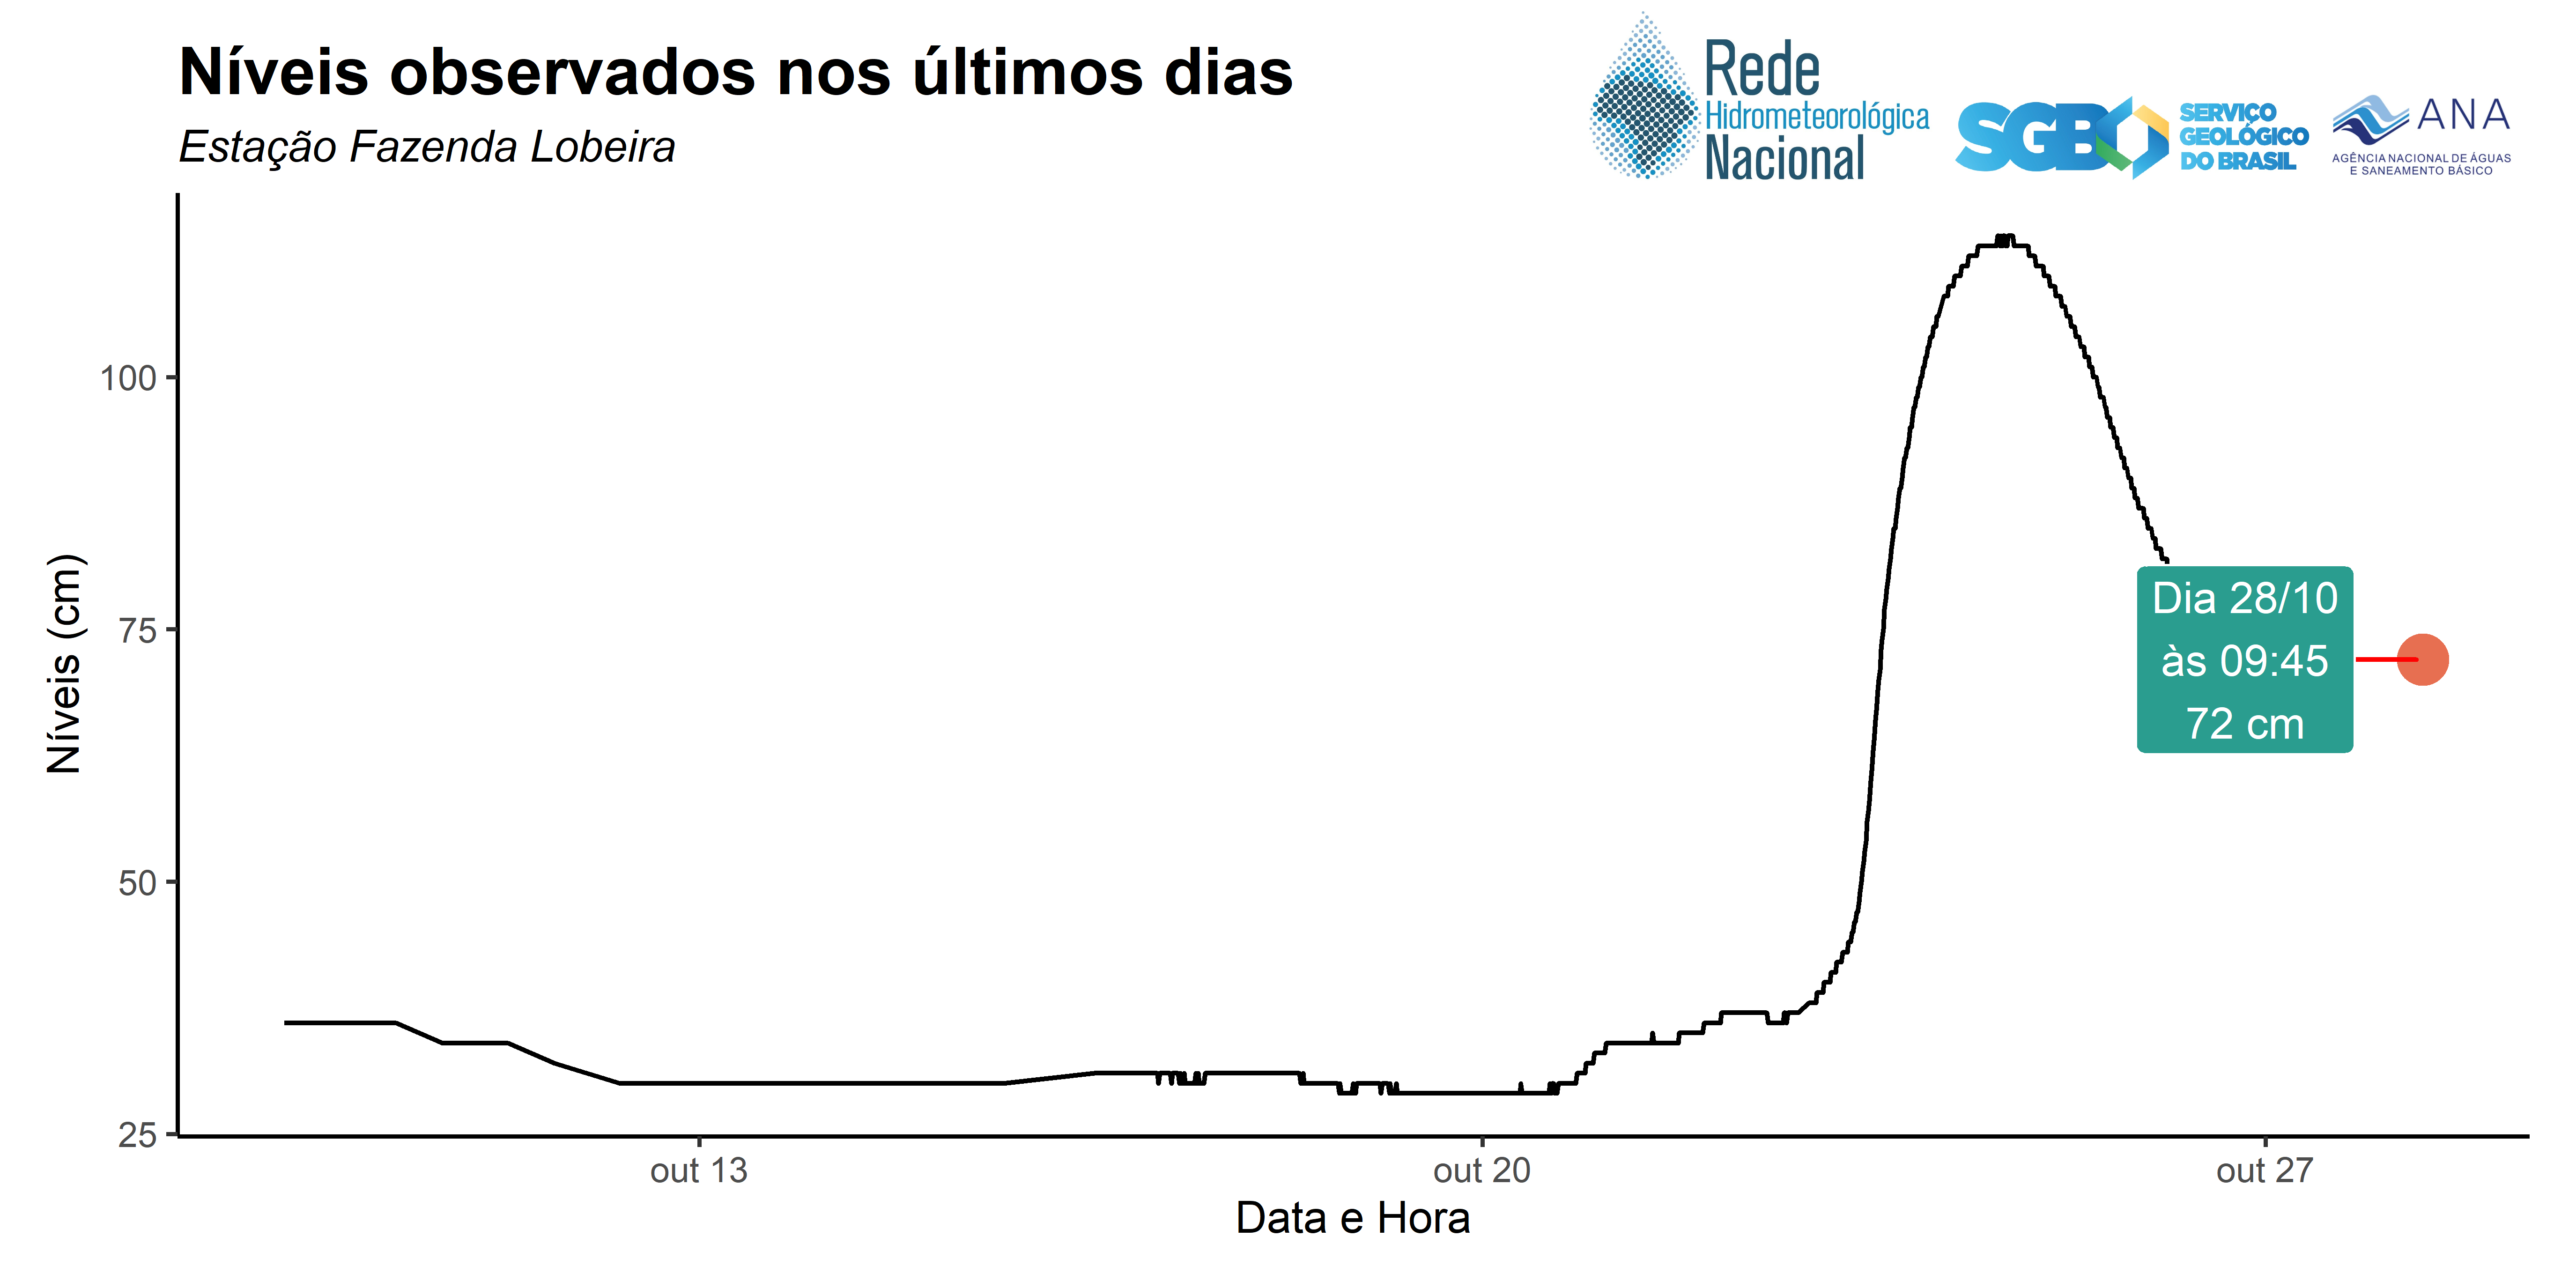 Níveis observados nos últimos dias
Estação Fazenda Lobeira
Rede
Hidrometeorológica
Nacional
SGB
SERVIÇO
GEOLÓGICO
DO BRASIL
ANA
AGÊNCIA NACIONAL DE ÁGUAS
E SANEAMENTO BÁSICO
Níveis (cm)
100
75
50
25
Dia 28/10
às 09:45
72 cm
out 13
out 20
out 27
Data e Hora